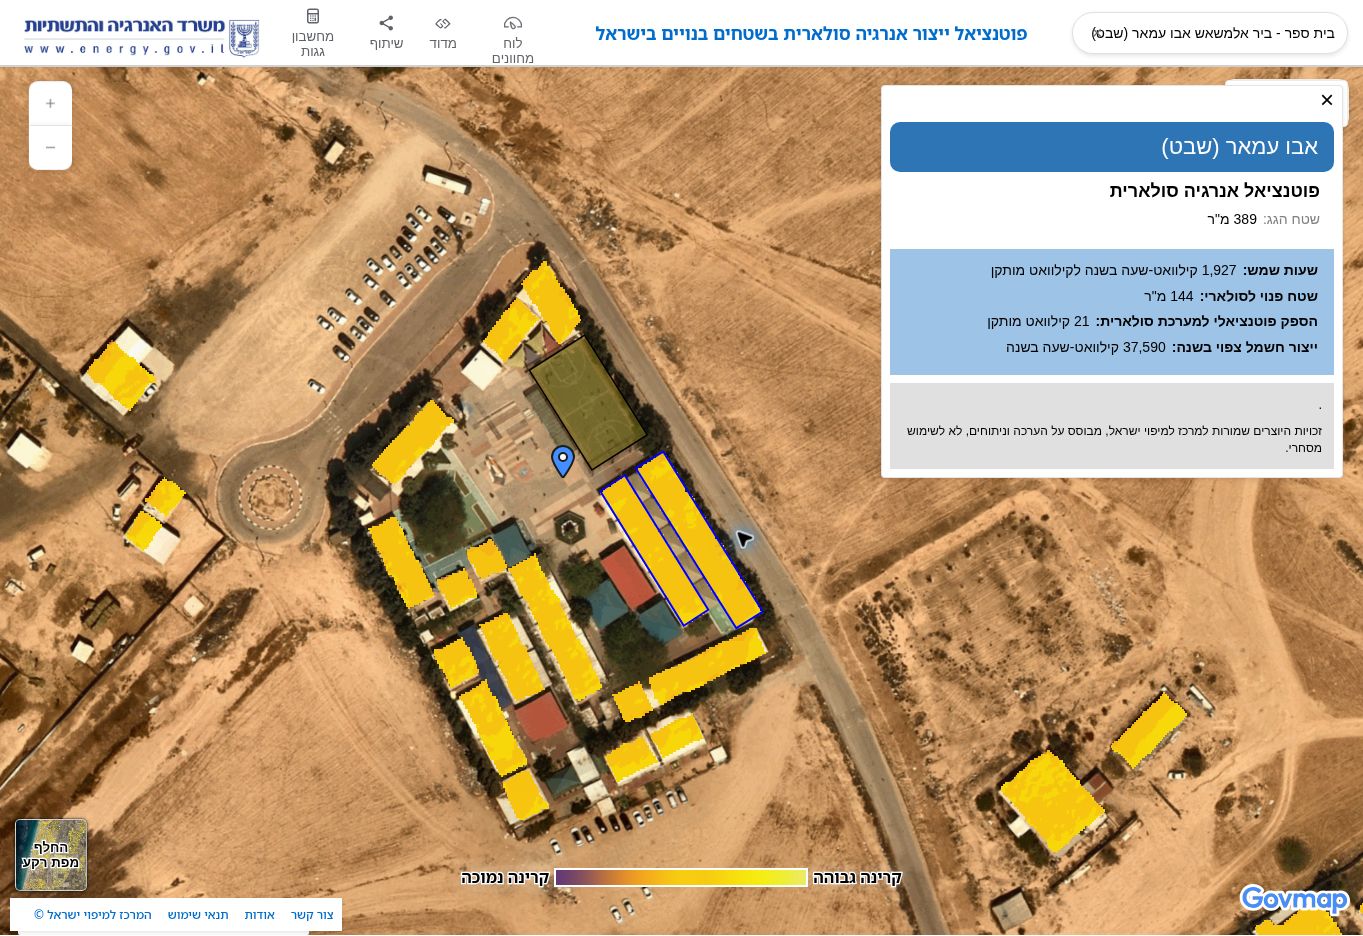 בית ספר - ביר אלמשאש אבו עמאר (שבט)
פוטנציאל ייצור אנרגיה סולארית בשטחים בנויים בישראל
לוח
מחוונים
מדוד
שיתוף
מחשבון
גגות
משרד האנרגיה והתשתיות
www.energy.gov.il
+
−
×
אבו עמאר (שבט)
פוטנציאל אנרגיה סולארית
שטח הגג: 389 מ"ר
שעות שמש: 1,927 קילוואט-שעה בשנה לקילוואט מותקן
שטח פנוי לסולארי: 144 מ"ר
הספק פוטנציאלי למערכת סולארית: 21 קילוואט מותקן
ייצור חשמל צפוי בשנה: 37,590 קילוואט-שעה בשנה
.
זכויות היוצרים שמורות למרכז למיפוי ישראל, מבוסס על הערכה וניתוחים, לא לשימוש
מסחרי.
החלף
מפת רקע
קרינה גבוהה
קרינה נמוכה
צור קשר
אודות
תנאי שימוש
המרכז למיפוי ישראל ©
Govmap